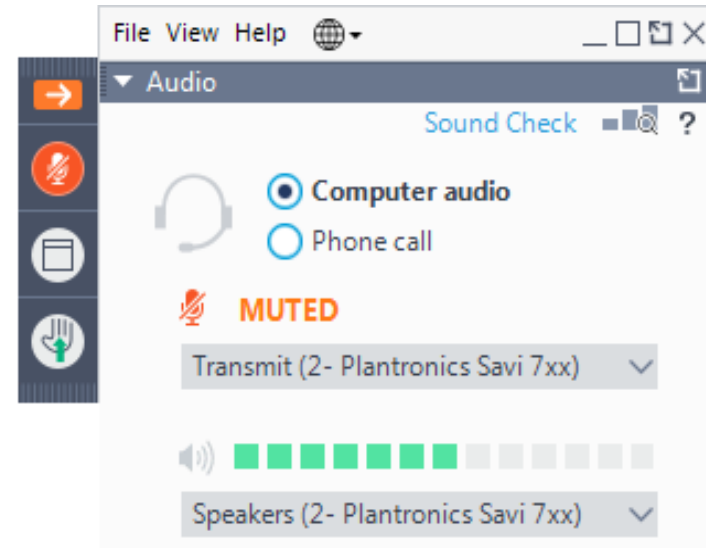 File View Help
Audio
Sound Check ?
Computer audio
Phone call
MUTED
Transmit (2- Plantronics Savi 7xx)
Speakers (2- Plantronics Savi 7xx)